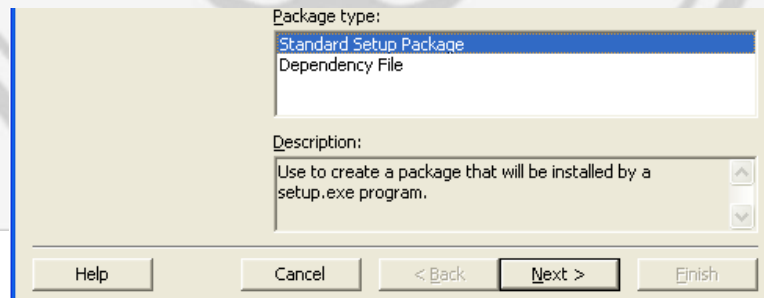 Package type:
Standard Setup Package
Dependency File
Description:
Use to create a package that will be installed by a
setup.exe program.
Help Cancel < Back Next > Finish